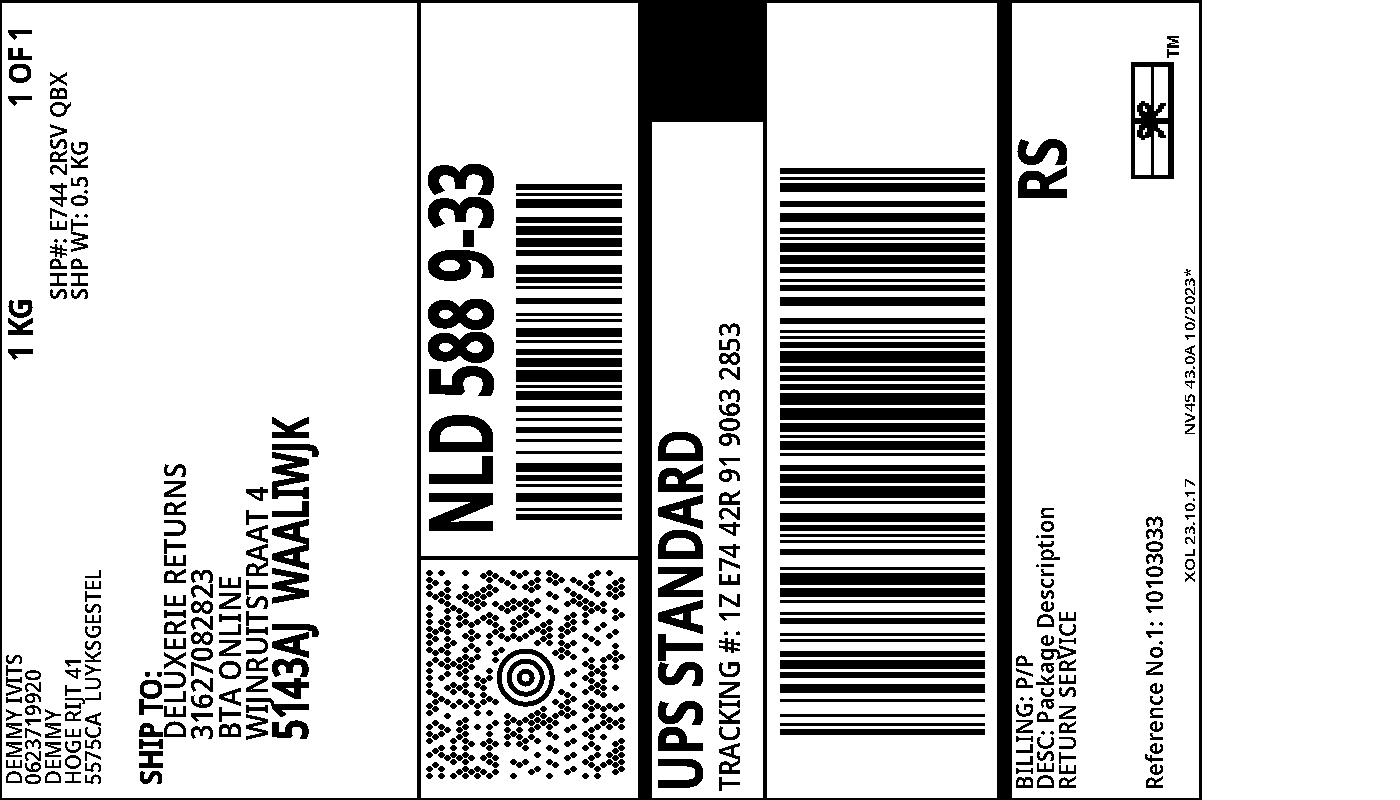 DEMMY IVITS
0623719920
DEMMY
HOGE RIJT 41
5575CA LUYKSGESTEL
1 KG
1 OF 1
SHP#: E744 2RSV QBX
SHP WT: 0.5 KG
SHIP TO:
DELUXERIE RETURNS
31627082823
BTA ONLINE
WIJNRUITSTRAAT 4
5143AJ WAALIWJK
NLD 588 9-33
UPS STANDARD
TRACKING #: 1Z E74 42R 91 9063 2853
BILLING: P/P
DESC: Package Description
RETURN SERVICE
RS
TM
Reference No.1: 10103033
XOL 23.10.17 NV45 43.0A 10/2023*